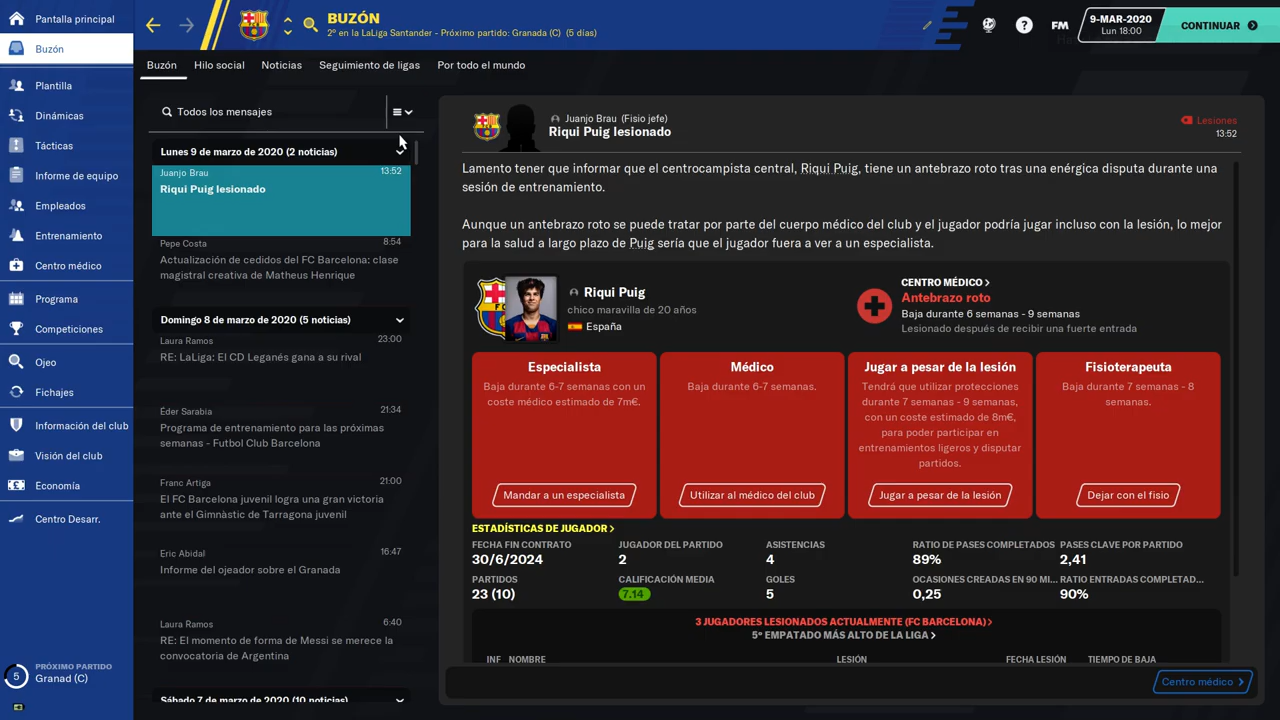 Pantalla principal
Buzón
Plantilla
Dinámicas
Tácticas
Informe de equipo
Empleados
Entrenamiento
Centro médico
Programa
Competiciones
Ojeo
Fichajes
Información del club
Visión del club
Economía
Centro Desarr.
5
PRÓXIMO PARTIDO
Granad (C)
BUZÓN
2º en la LaLiga Santander - Próximo partido: Granada (C) (5 días)
?
FM
9-MAR-2020
Lun 18:00
CONTINUAR
Buzón
Hilo social
Noticias
Seguimiento de ligas
Por todo el mundo
Todos los mensajes
Lunes 9 de marzo de 2020 (2 noticias)
Juanjo Brau 13:52
Riqui Puig lesionado
Pepe Costa 8:54
Actualización de cedidos del FC Barcelona: clase
magistral creativa de Matheus Henrique
Domingo 8 de marzo de 2020 (5 noticias)
Laura Ramos 23:00
RE: LaLiga: El CD Leganés gana a su rival
Éder Sarabia 21:34
Programa de entrenamiento para las próximas
semanas - Futbol Club Barcelona
Franc Artiga 21:00
El FC Barcelona juvenil logra una gran victoria
ante el Gimnàstic de Tarragona juvenil
Eric Abidal 16:47
Informe del ojeador sobre el Granada
Laura Ramos 6:40
RE: El momento de forma de Messi se merece la
convocatoria de Argentina
Sábado 7 de marzo de 2020 (10 noticias)
Juanjo Brau (Fisio jefe)
Riqui Puig lesionado
Lesiones
13:52
Lamento tener que informar que el centrocampista central, Riqui Puig, tiene un antebrazo roto tras una enérgica disputa durante una
sesión de entrenamiento.
Aunque un antebrazo roto se puede tratar por parte del cuerpo médico del club y el jugador podría jugar incluso con la lesión, lo mejor
para la salud a largo plazo de Puig sería que el jugador fuera a ver a un especialista.
Riqui Puig
chico maravilla de 20 años
España
CENTRO MÉDICO
Antebrazo roto
Baja durante 6 semanas - 9 semanas
Lesionado después de recibir una fuerte entrada
Especialista
Baja durante 6-7 semanas con un
coste médico estimado de 7m€.
Mandar a un especialista
Médico
Baja durante 6-7 semanas.
Utilizar al médico del club
Jugar a pesar de la lesión
Tendrá que utilizar protecciones
durante 7 semanas - 9 semanas,
con un coste estimado de 8m€,
para poder participar en
entrenamientos ligeros y disputar
partidos.
Jugar a pesar de la lesión
Fisioterapeuta
Baja durante 7 semanas - 8
semanas.
Dejar con el fisio
ESTADÍSTICAS DE JUGADOR
FECHA FIN CONTRATO JUGADOR DEL PARTIDO ASISTENCIAS RATIO DE PASES COMPLETADOS PASES CLAVE POR PARTIDO
30/6/2024 2 4 89% 2,41
PARTIDOS CALIFICACIÓN MEDIA GOLES OCASIONES CREADAS EN 90 MI... RATIO ENTRADAS COMPLETAD...
23 (10) 7.14 5 0,25 90%
3 JUGADORES LESIONADOS ACTUALMENTE (FC BARCELONA)
5º EMPATADO MÁS ALTO DE LA LIGA
INF NOMBRE LESIÓN FECHA LESIÓN TIEMPO DE BAJA
Centro médico